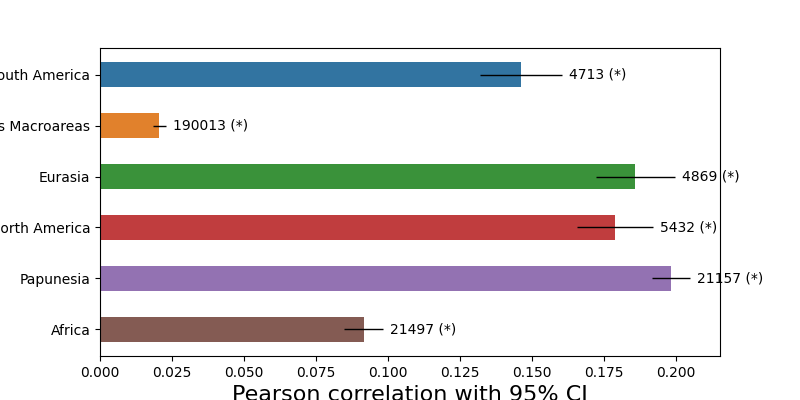 outh America 4713 (*)
s Macroareas 190013 (*)
Eurasia 4869 (*)
orth America 5432 (*)
Papunesia 21157 (*)
Africa 21497 (*)
0.000 0.025 0.050 0.075 0.100 0.125 0.150 0.175 0.200
Pearson correlation with 95% CI